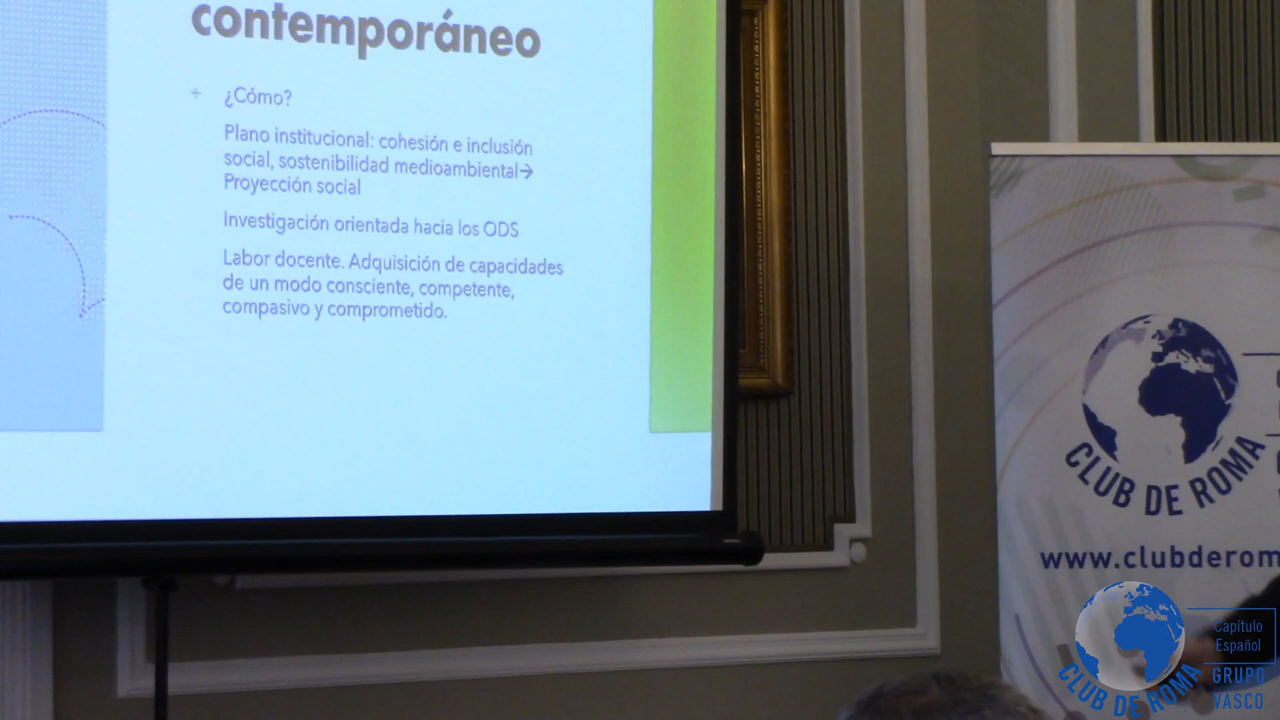 contemporáneo
+ ¿Cómo?
Plano institucional: cohesión e inclusión
social, sostenibilidad medioambiental→
Proyección social
Investigación orientada hacia los ODS
Labor docente. Adquisición de capacidades
de un modo consciente, competente,
compasivo y comprometido.
CLUB DE ROMA
www.clubderom
Capítulo
Español
GRUPO
VASCO
CLUB DE ROMA